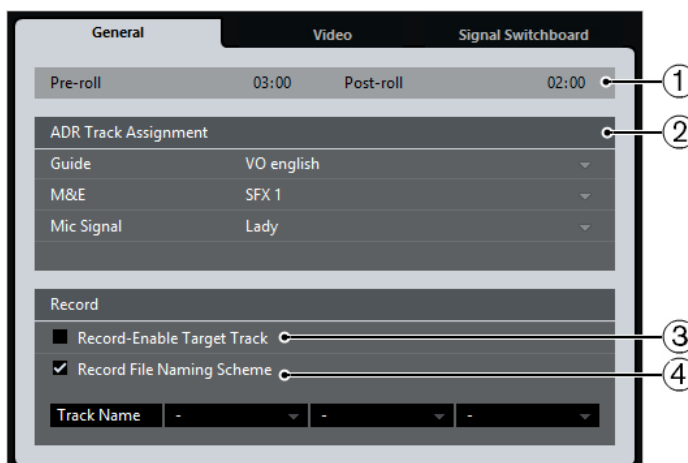 General Video Signal Switchboard
Pre-roll 03:00 Post-roll 02:00 1
ADR Track Assignment 2
Guide VO english
M&E SFX 1
Mic Signal Lady
Record
Record-Enable Target Track 3
Record File Naming Scheme 4
Track Name - - -